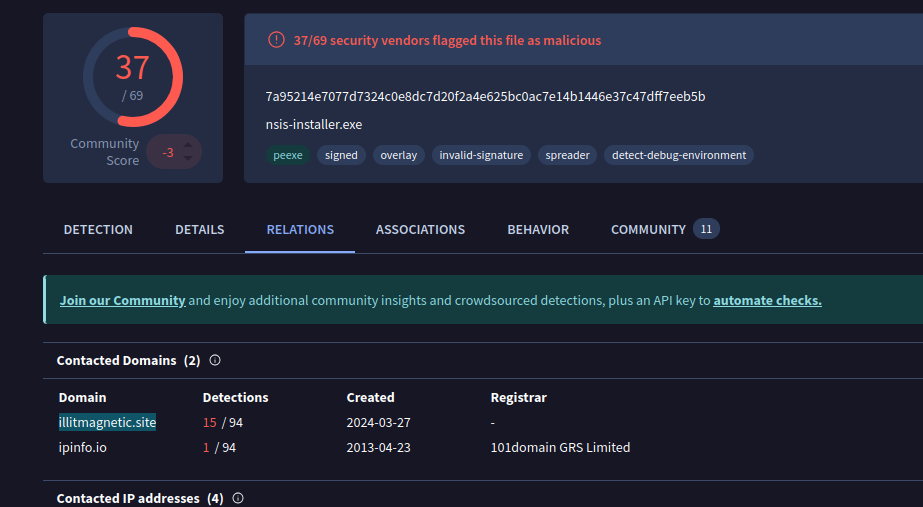 37
/ 69
Community
Score
-3
37/69 security vendors flagged this file as malicious
7a95214e7077d7324c0e8dc7d20f2a4e625bc0ac7e14b1446e37c47dff7eeb5b
nsis-installer.exe
peexe signed overlay invalid-signature spreader detect-debug-environment
DETECTION DETAILS RELATIONS ASSOCIATIONS BEHAVIOR COMMUNITY 11
Join our Community and enjoy additional community insights and crowdsourced detections, plus an API key to automate checks.
Contacted Domains (2)
Domain Detections Created Registrar
illitmagnetic.site 15 / 94 2024-03-27 -
ipinfo.io 1 / 94 2013-04-23 101domain GRS Limited
Contacted IP addresses (4)